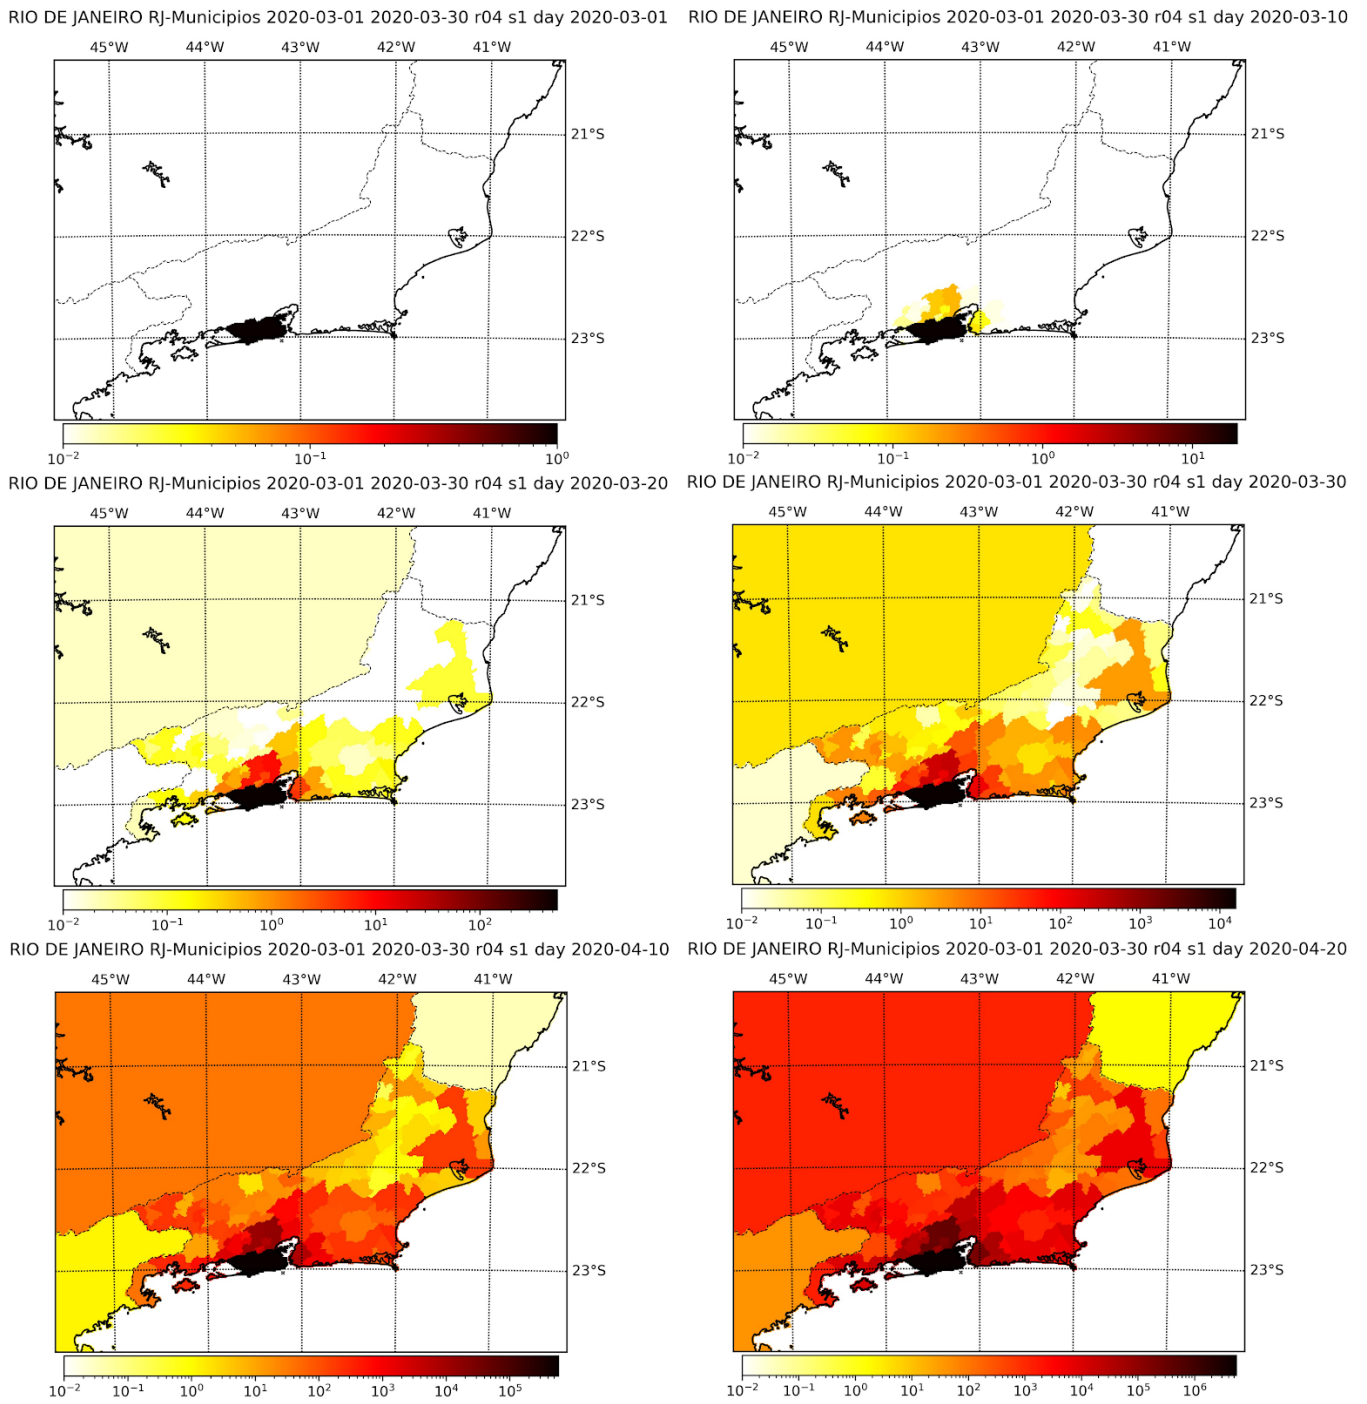 RIO DE JANEIRO RJ-Municipios 2020-03-01 2020-03-30 r04 s1 day 2020-03-01
45°W 44°W 43°W 42°W 41°W
21°S
22°S
23°S
10⁻² 10⁻¹ 10⁰
RIO DE JANEIRO RJ-Municipios 2020-03-01 2020-03-30 r04 s1 day 2020-03-10
45°W 44°W 43°W 42°W 41°W
21°S
22°S
23°S
10⁻² 10⁻¹ 10⁰ 10¹
RIO DE JANEIRO RJ-Municipios 2020-03-01 2020-03-30 r04 s1 day 2020-03-20
45°W 44°W 43°W 42°W 41°W
21°S
22°S
23°S
10⁻² 10⁻¹ 10⁰ 10¹ 10²
RIO DE JANEIRO RJ-Municipios 2020-03-01 2020-03-30 r04 s1 day 2020-03-30
45°W 44°W 43°W 42°W 41°W
21°S
22°S
23°S
10⁻² 10⁻¹ 10⁰ 10¹ 10² 10³ 10⁴
RIO DE JANEIRO RJ-Municipios 2020-03-01 2020-03-30 r04 s1 day 2020-04-10
45°W 44°W 43°W 42°W 41°W
21°S
22°S
23°S
10⁻² 10⁻¹ 10⁰ 10¹ 10² 10³ 10⁴ 10⁵
RIO DE JANEIRO RJ-Municipios 2020-03-01 2020-03-30 r04 s1 day 2020-04-20
45°W 44°W 43°W 42°W 41°W
21°S
22°S
23°S
10⁻² 10⁻¹ 10⁰ 10¹ 10² 10³ 10⁴ 10⁵ 10⁶